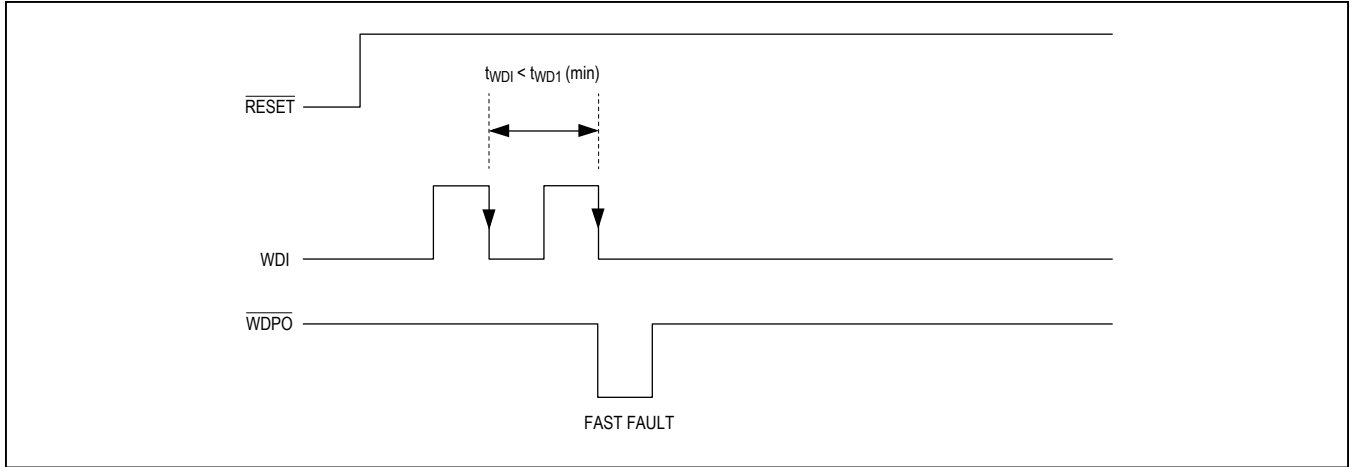 t_WDI < t_WD1 (min)
RESET
WDI
WDPO
FAST FAULT